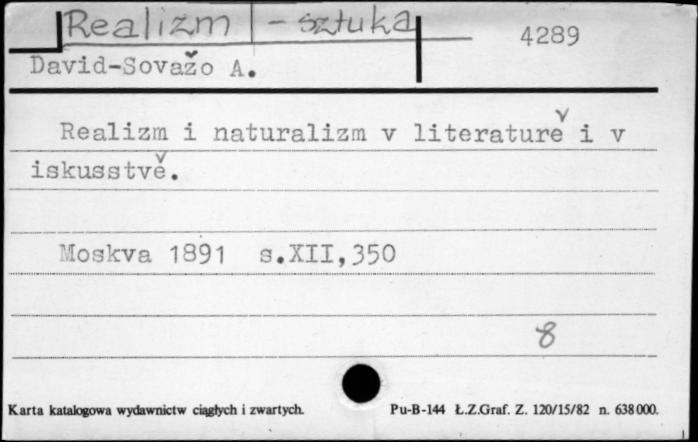 Realizm - sztuka
4289
David-Sovažo A.
Realizm i naturalizm v literaturě i v
iskusstvě.
Moskva 1891 s.XII,350
8
Karta katalogowa wydawnictw ciągłych i zwartych.
Pu-B-144 Ł.Z.Graf. Z. 120/15/82 n. 638 000.